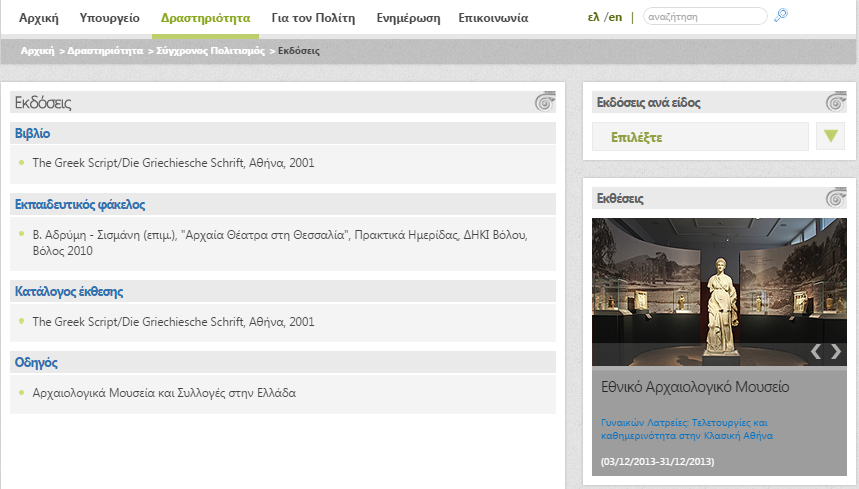 Αρχική Υπουργείο Δραστηριότητα Για τον Πολίτη Ενημέρωση Επικοινωνία ελ /en | αναζήτηση
Αρχική > Δραστηριότητα > Σύγχρονος Πολιτισμός > Εκδόσεις
Εκδόσεις
Βιβλίο
The Greek Script/Die Griechiesche Schrift, Αθήνα, 2001
Εκπαιδευτικός φάκελος
Β. Αδρύμη - Σισμάνη (επιμ.), "Αρχαία Θέατρα στη Θεσσαλία", Πρακτικά Ημερίδας, ΔΗΚΙ Βόλου,
Βόλος 2010
Κατάλογος έκθεσης
The Greek Script/Die Griechiesche Schrift, Αθήνα, 2001
Οδηγός
Αρχαιολογικά Μουσεία και Συλλογές στην Ελλάδα
Εκδόσεις ανά είδος
Επιλέξτε
Εκθέσεις
Εθνικό Αρχαιολογικό Μουσείο
Γυναικών Λατρείες: Τελετουργίες και
καθημερινότητα στην Κλασική Αθήνα
(03/12/2013-31/12/2013)